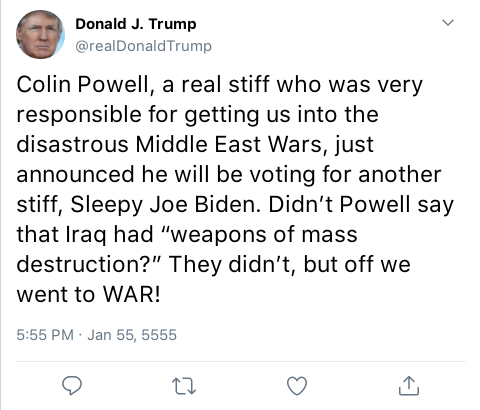 Donald J. Trump
@realDonaldTrump
Colin Powell, a real stiff who was very
responsible for getting us into the
disastrous Middle East Wars, just
announced he will be voting for another
stiff, Sleepy Joe Biden. Didn’t Powell say
that Iraq had “weapons of mass
destruction?” They didn’t, but off we
went to WAR!
5:55 PM · Jan 55, 5555